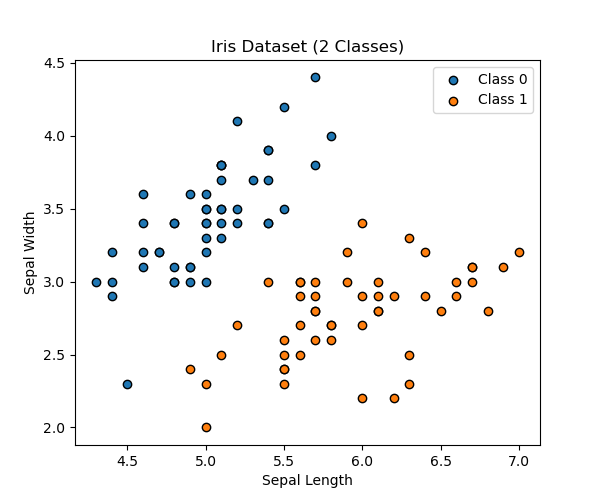 Iris Dataset (2 Classes)
Class 0
Class 1
4.5
4.0
3.5
3.0
2.5
2.0
Sepal Width
4.5 5.0 5.5 6.0 6.5 7.0
Sepal Length